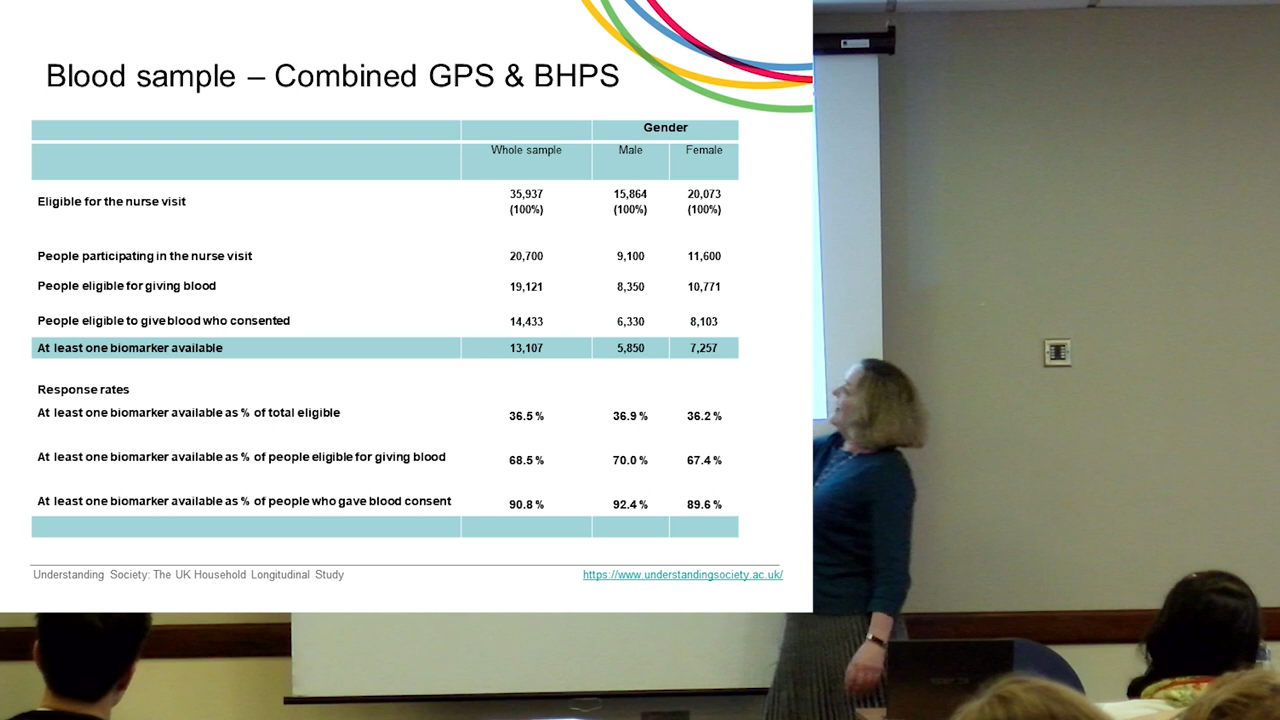 Blood sample – Combined GPS & BHPS
Gender
Whole sample Male Female
Eligible for the nurse visit 35,937 (100%) 15,864 (100%) 20,073 (100%)
People participating in the nurse visit 20,700 9,100 11,600
People eligible for giving blood 19,121 8,350 10,771
People eligible to give blood who consented 14,433 6,330 8,103
At least one biomarker available 13,107 5,850 7,257
Response rates
At least one biomarker available as % of total eligible 36.5% 36.9% 36.2%
At least one biomarker available as % of people eligible for giving blood 68.5% 70.0% 67.4%
At least one biomarker available as % of people who gave blood consent 90.8% 92.4% 89.6%
Understanding Society: The UK Household Longitudinal Study https://www.understandingsociety.ac.uk/